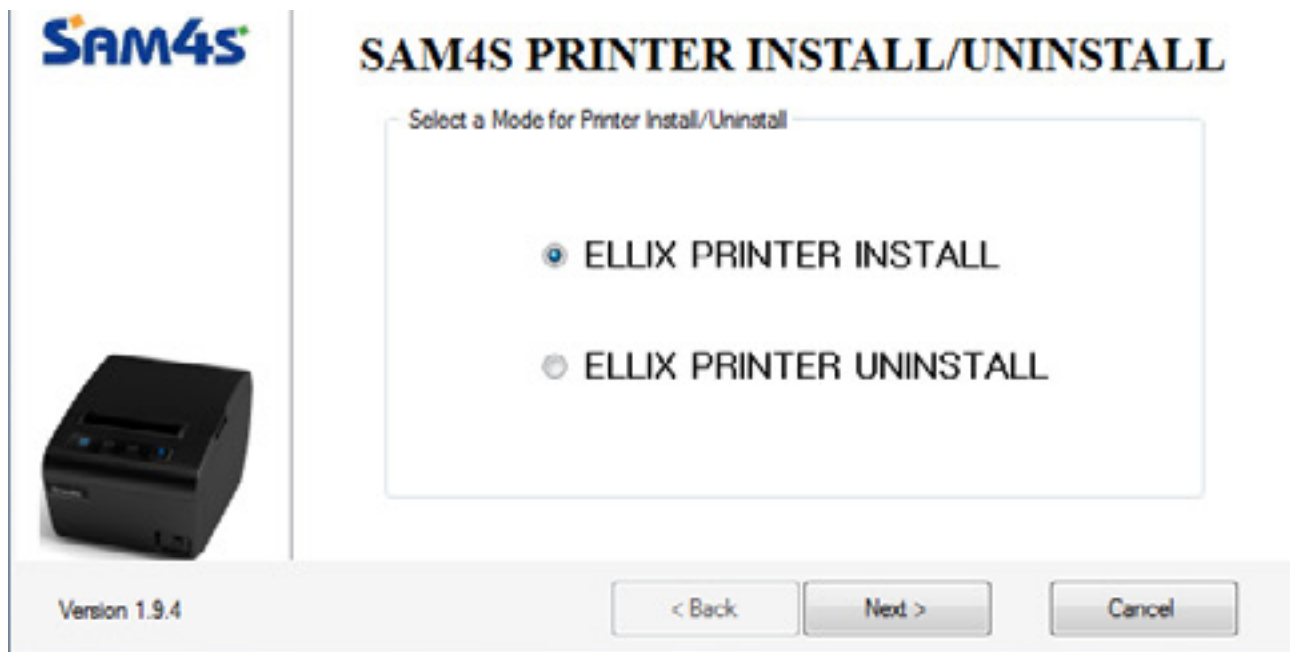 SAM4S
SAM4S PRINTER INSTALL/UNINSTALL
Select a Mode for Printer Install/Uninstall
ELLIX PRINTER INSTALL
ELLIX PRINTER UNINSTALL
Version 1.9.4
< Back
Next >
Cancel